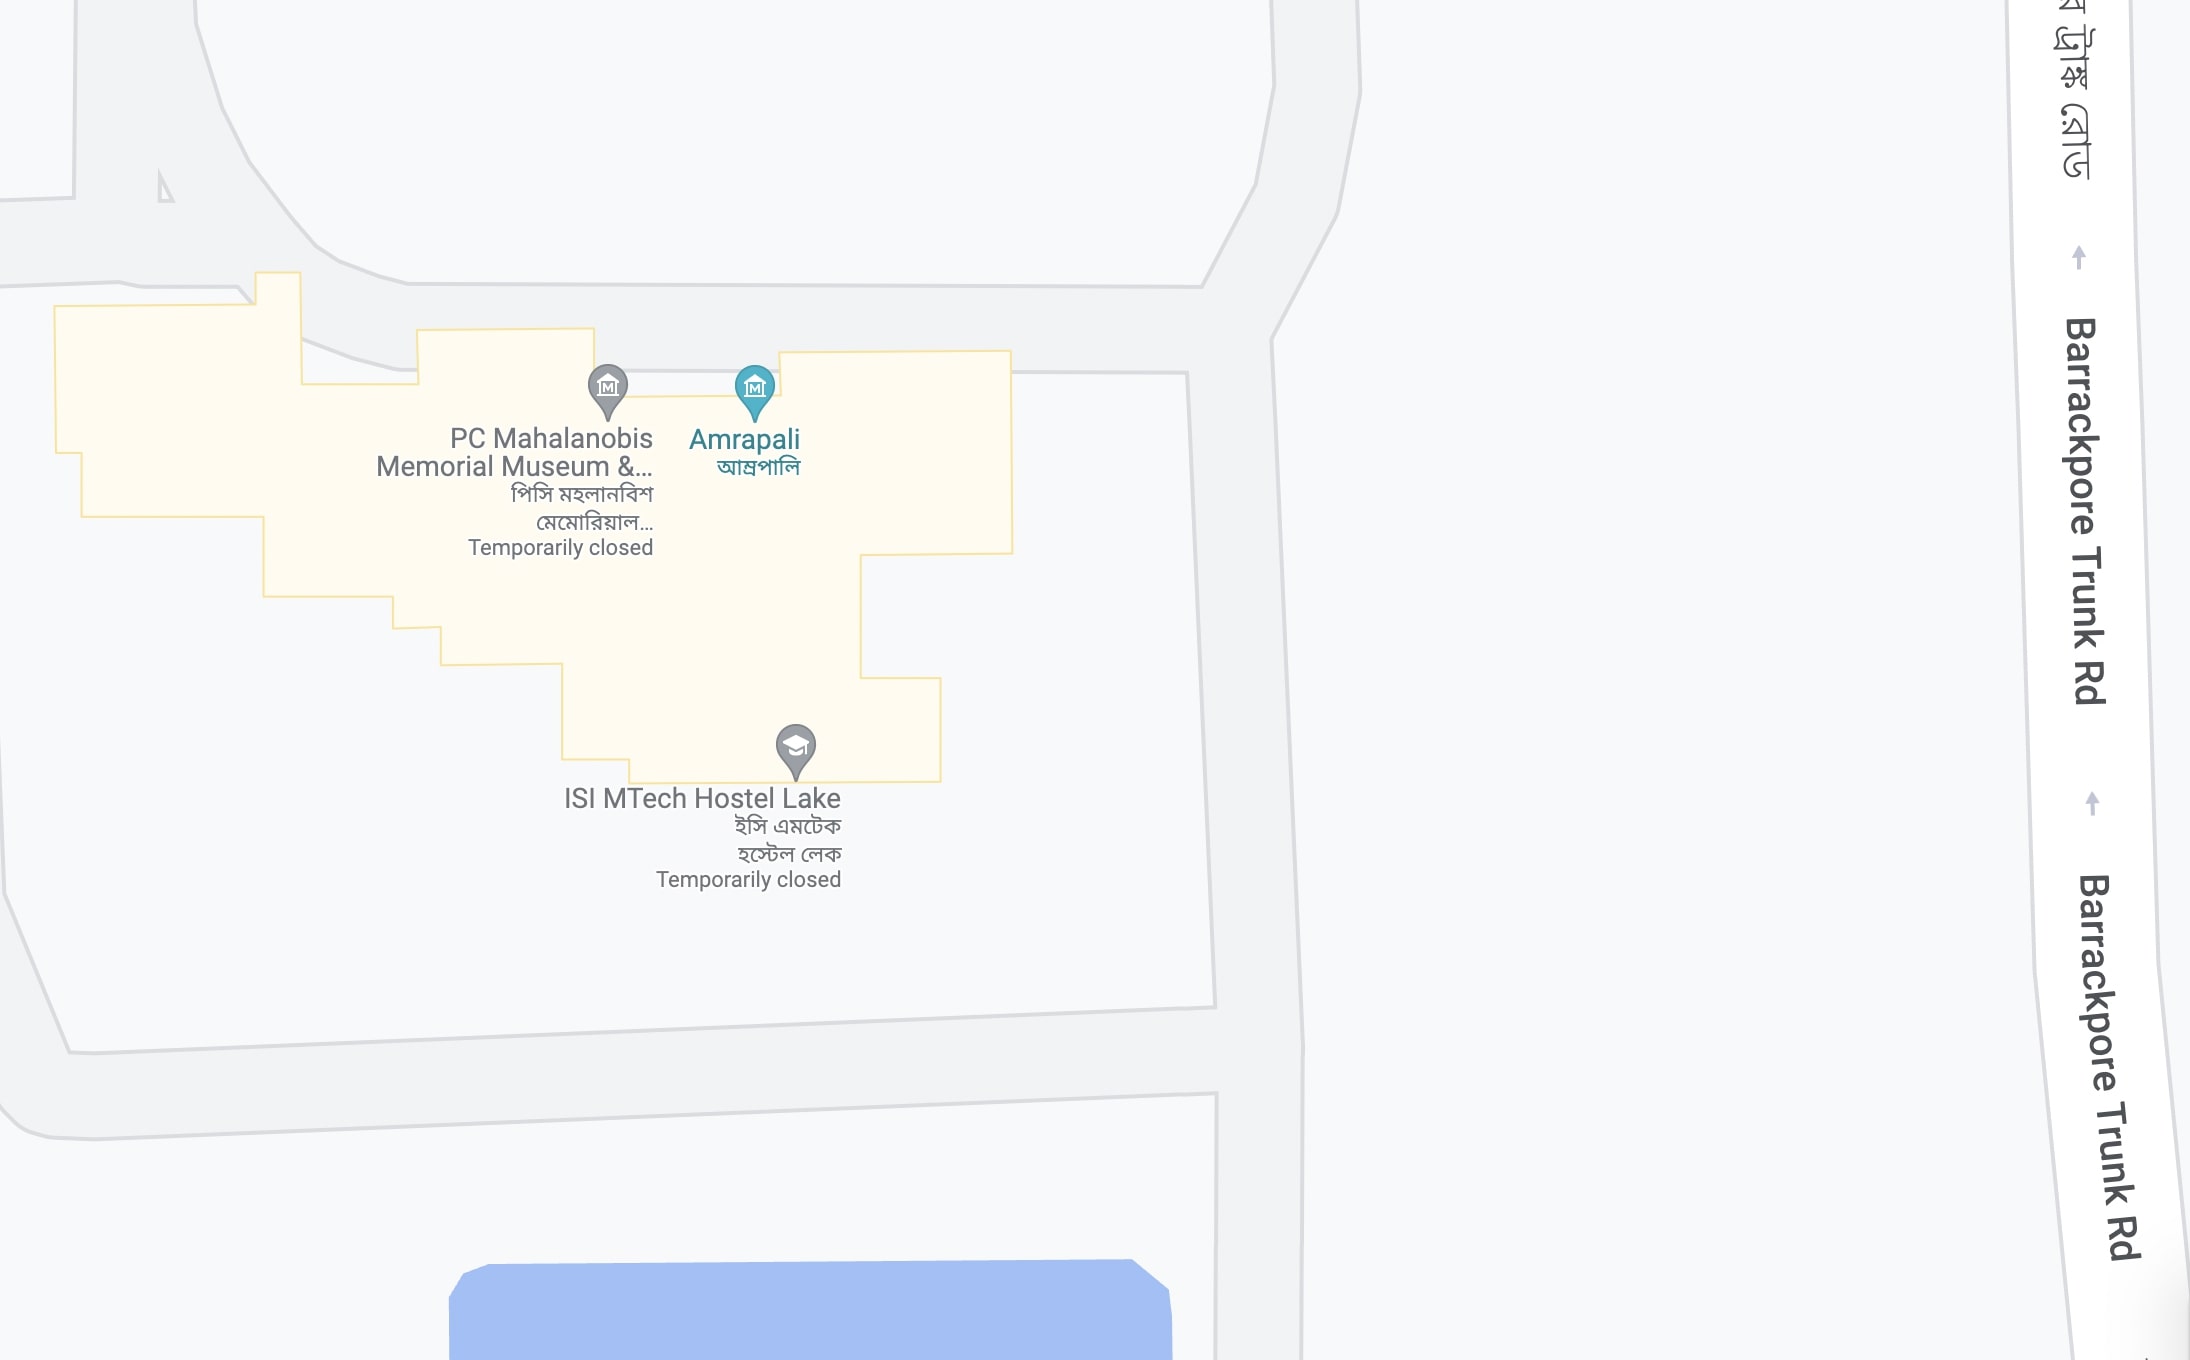 ট্রাঙ্ক রোড
Barrackpore Trunk Rd
PC Mahalanobis
Memorial Museum &...
পিসি মহলানবিশ
মেমোরিয়াল...
Temporarily closed
Amrapali
আম্রপালি
ISI MTech Hostel Lake
ইসি এমটেক
হস্টেল লেক
Temporarily closed
Barrackpore Trunk Rd